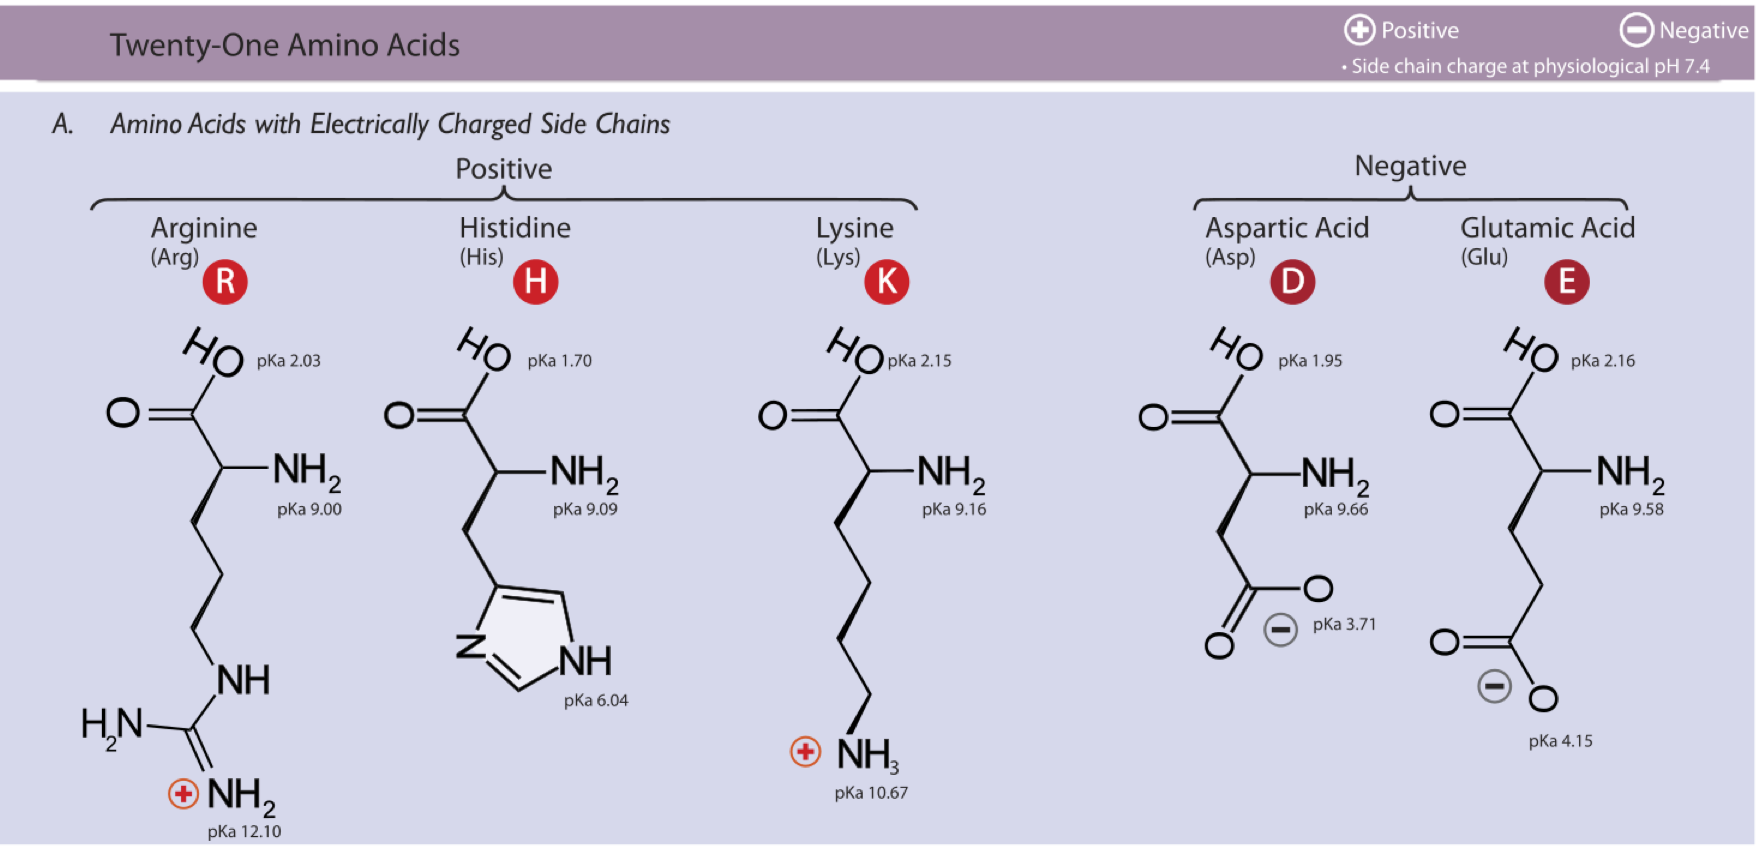 Twenty-One Amino Acids
+ Positive
− Negative
• Side chain charge at physiological pH 7.4
A. Amino Acids with Electrically Charged Side Chains
Positive
Negative
Arginine
(Arg)
R
Histidine
(His)
H
Lysine
(Lys)
K
Aspartic Acid
(Asp)
D
Glutamic Acid
(Glu)
E
HO
pKa 2.03
O
NH2
pKa 9.00
NH
H2N
+ NH2
pKa 12.10
HO
pKa 1.70
O
NH2
pKa 9.09
N
NH
pKa 6.04
HO
pKa 2.15
O
NH2
pKa 9.16
+ NH3
pKa 10.67
HO
pKa 1.95
O
NH2
pKa 9.66
O
O
−
pKa 3.71
HO
pKa 2.16
O
NH2
pKa 9.58
O
−
O
pKa 4.15